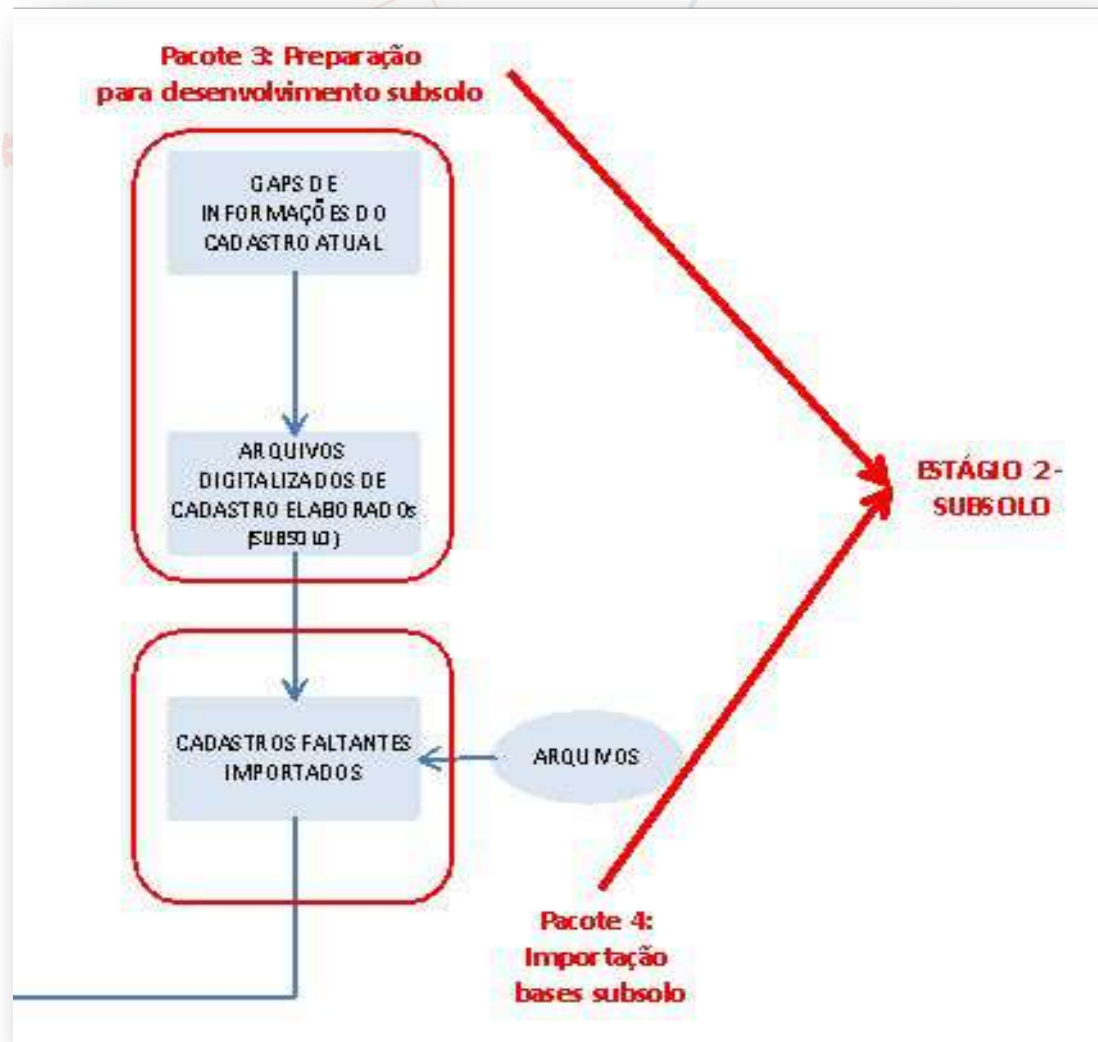 Pacote 3: Preparação
para desenvolvimento subsolo
GAPS DE
INFORMAÇÕES DO
CADASTRO ATUAL
ARQUIVOS
DIGITALIZADOS DE
CADASTRO ELABORADOs
(SUBSOLO)
ESTÁGIO 2-
SUBSOLO
CADASTROS FALTANTES
IMPORTADOS
ARQUIVOS
Pacote 4:
Importação
bases subsolo